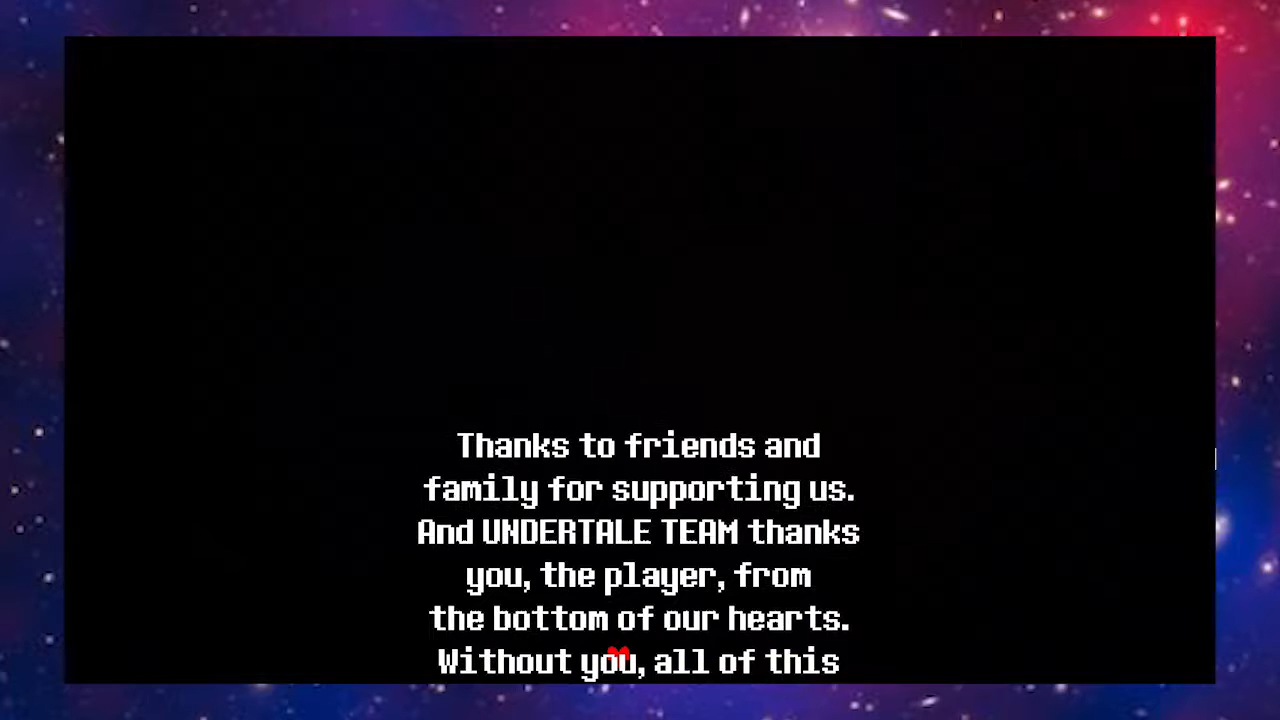 Thanks to friends and
family for supporting us.
And UNDERTALE TEAM thanks
you, the player, from
the bottom of our hearts.
Without you, all of this